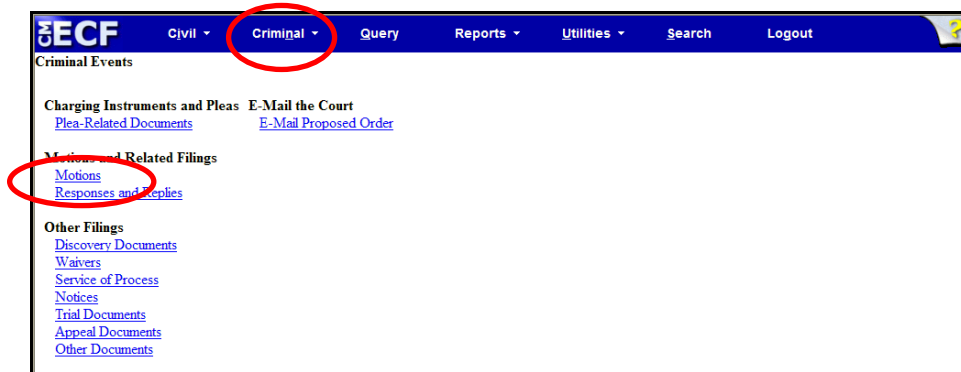 CM ECF Civil Criminal Query Reports Utilities Search Logout ?
Criminal Events
Charging Instruments and Pleas E-Mail the Court
Plea-Related Documents E-Mail Proposed Order
Motions and Related Filings
Motions
Responses and Replies
Other Filings
Discovery Documents
Waivers
Service of Process
Notices
Trial Documents
Appeal Documents
Other Documents